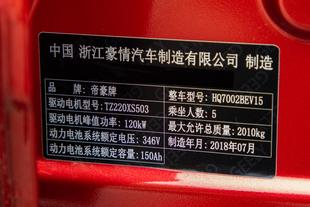 中国 浙江豪情汽车制造有限公司 制造
品 牌: 帝豪牌 整车型号: HQ7002BEV15
驱动电机型号: TZ220XS503 乘坐人数: 5
驱动电机峰值功率: 120kW 最大允许总质量: 2010kg
动力电池系统额定电压: 346V 制造年月: 2018年07月
动力电池系统额定容量: 150Ah